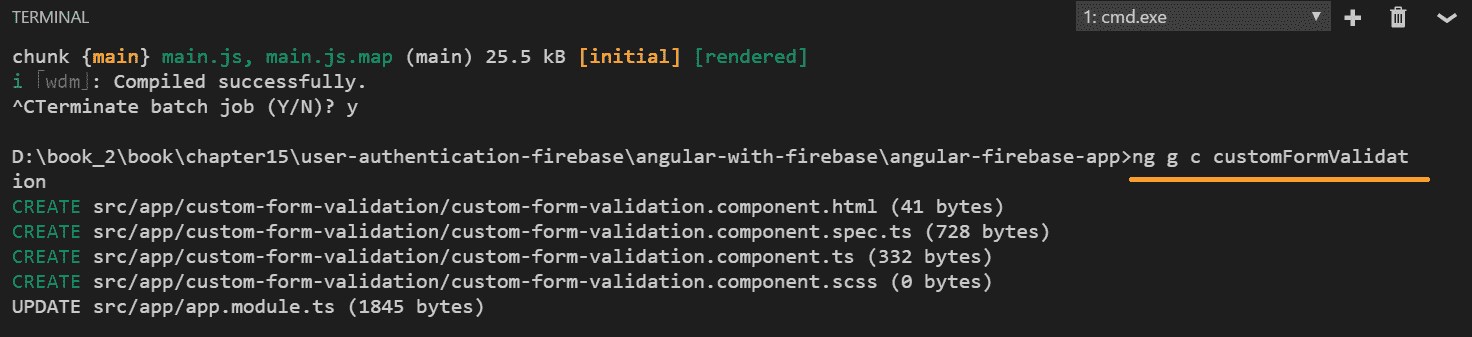 TERMINAL
1: cmd.exe
chunk {main} main.js, main.js.map (main) 25.5 kB [initial] [rendered]
i ｢wdm｣: Compiled successfully.
^CTerminate batch job (Y/N)? y
D:\book_2\book\chapter15\user-authentication-firebase\angular-with-firebase\angular-firebase-app>ng g c customFormValidat
ion
CREATE src/app/custom-form-validation/custom-form-validation.component.html (41 bytes)
CREATE src/app/custom-form-validation/custom-form-validation.component.spec.ts (728 bytes)
CREATE src/app/custom-form-validation/custom-form-validation.component.ts (332 bytes)
CREATE src/app/custom-form-validation/custom-form-validation.component.scss (0 bytes)
UPDATE src/app/app.module.ts (1845 bytes)